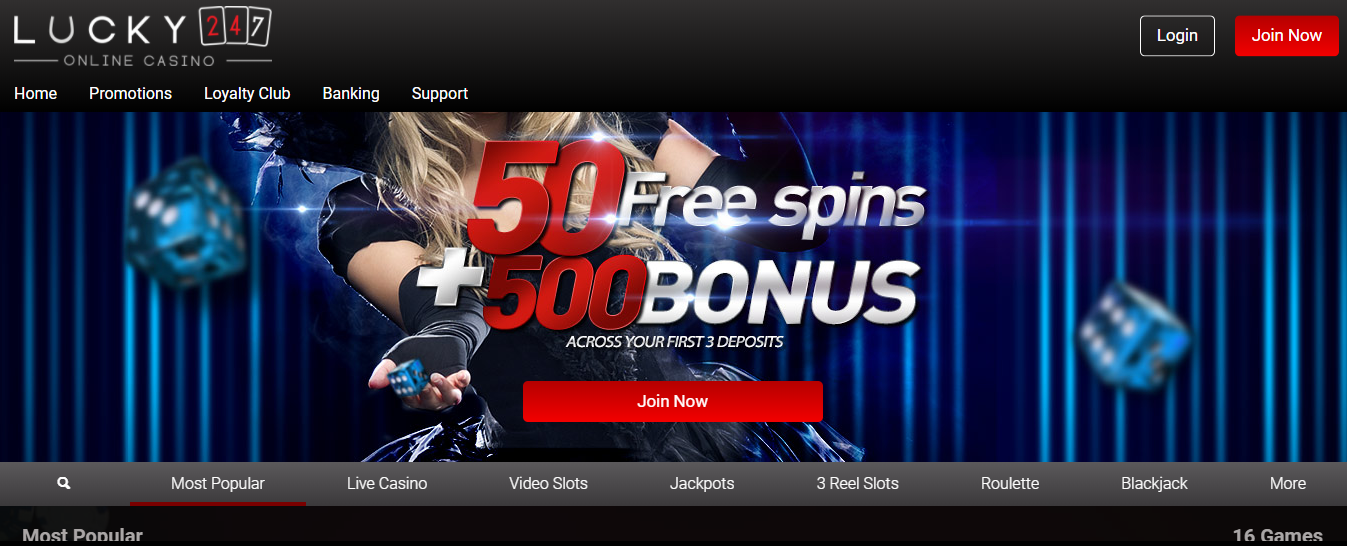 LUCKY 247
ONLINE CASINO
Login
Join Now
Home
Promotions
Loyalty Club
Banking
Support
50 Free spins
+500 BONUS
ACROSS YOUR FIRST 3 DEPOSITS
Join Now
Most Popular
Live Casino
Video Slots
Jackpots
3 Reel Slots
Roulette
Blackjack
More
Most Popular
16 Games